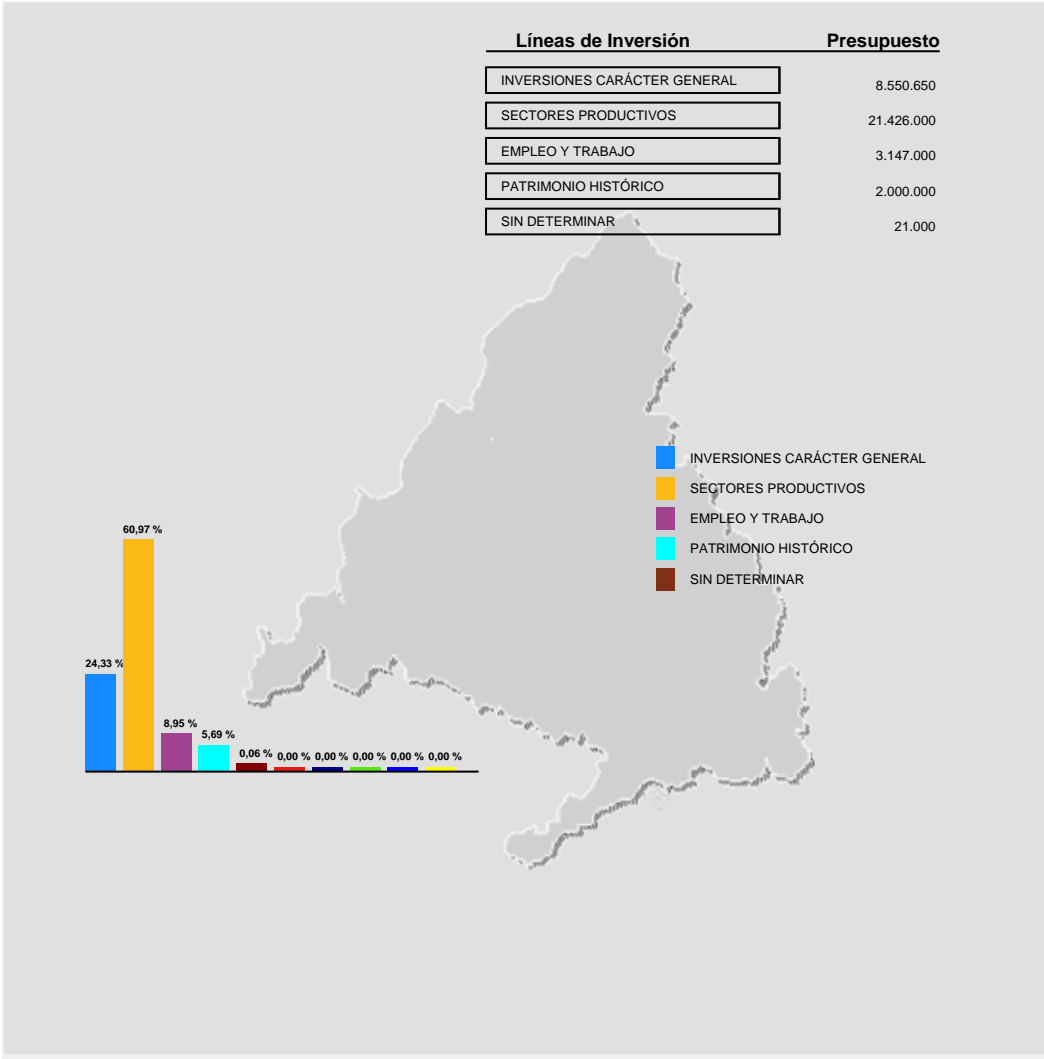 Líneas de Inversión Presupuesto
INVERSIONES CARÁCTER GENERAL 8.550.650
SECTORES PRODUCTIVOS 21.426.000
EMPLEO Y TRABAJO 3.147.000
PATRIMONIO HISTÓRICO 2.000.000
SIN DETERMINAR 21.000
INVERSIONES CARÁCTER GENERAL
SECTORES PRODUCTIVOS
EMPLEO Y TRABAJO
PATRIMONIO HISTÓRICO
SIN DETERMINAR
60,97 %
24,33 %
8,95 %
5,69 %
0,06 % 0,00 % 0,00 % 0,00 % 0,00 % 0,00 %